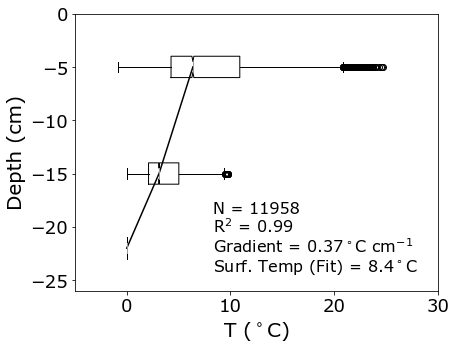 0
−5
−10
−15
−20
−25
Depth (cm)
N = 11958
R² = 0.99
Gradient = 0.37°C cm⁻¹
Surf. Temp (Fit) = 8.4°C
0 10 20 30
T (°C)